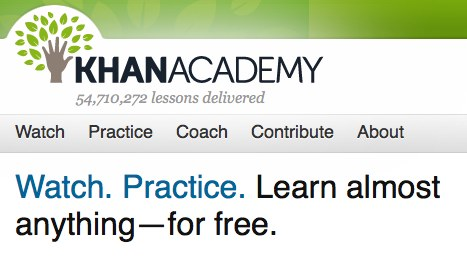 KHANACADEMY
54,710,272 lessons delivered
Watch Practice Coach Contribute About
Watch. Practice. Learn almost
anything—for free.